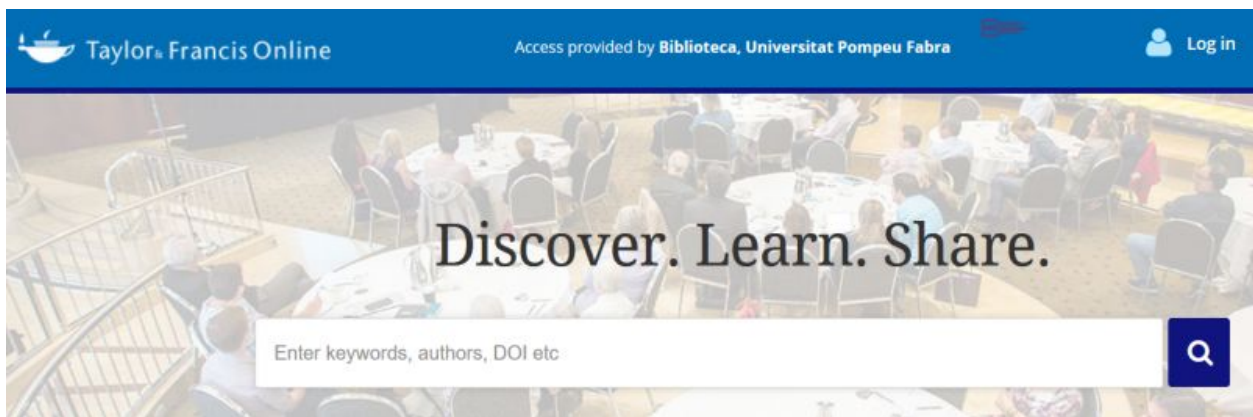 Taylor & Francis Online
Access provided by Biblioteca, Universitat Pompeu Fabra
Log in
Discover. Learn. Share.
Enter keywords, authors, DOI etc